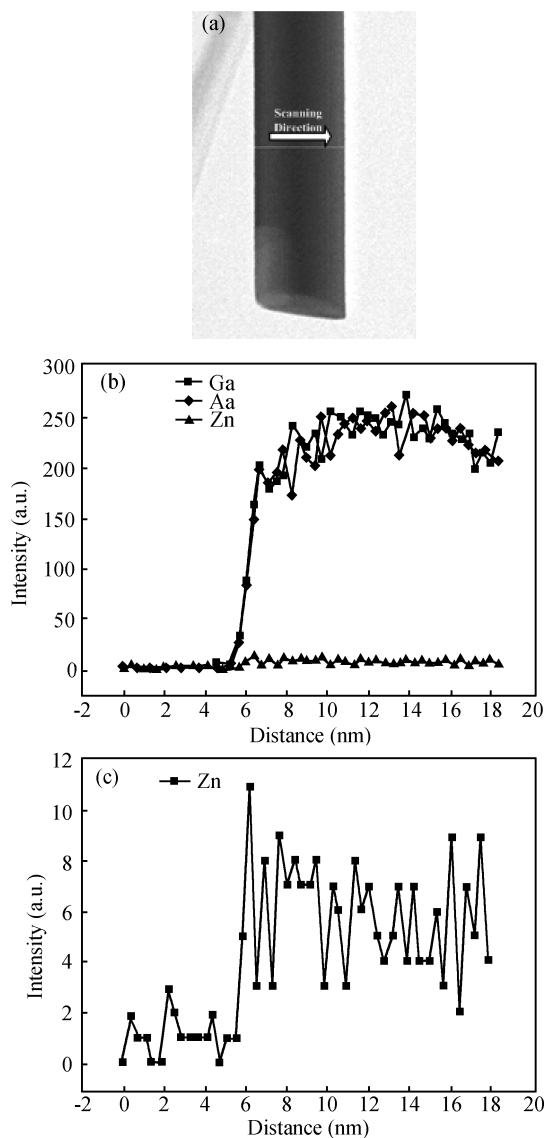 (a)
Scanning
Direction
(b)
Ga
Aa
Zn
300
250
200
150
100
50
0
Intensity (a.u.)
-2 0 2 4 6 8 10 12 14 16 18 20
Distance (nm)
(c)
Zn
12
10
8
6
4
2
0
Intensity (a.u.)
-2 0 2 4 6 8 10 12 14 16 18 20
Distance (nm)